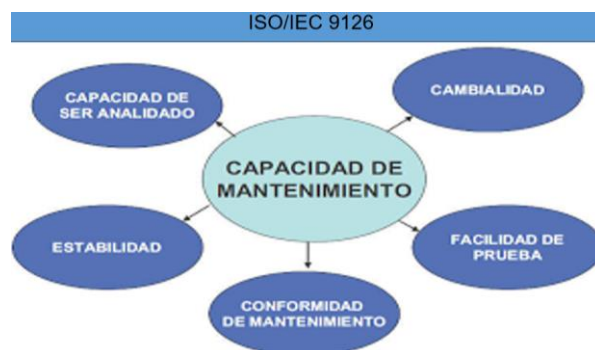 ISO/IEC 9126
CAPACIDAD DE
SER ANALIDADO
CAMBIALIDAD
CAPACIDAD DE
MANTENIMIENTO
ESTABILIDAD
FACILIDAD DE
PRUEBA
CONFORMIDAD
DE MANTENIMIENTO